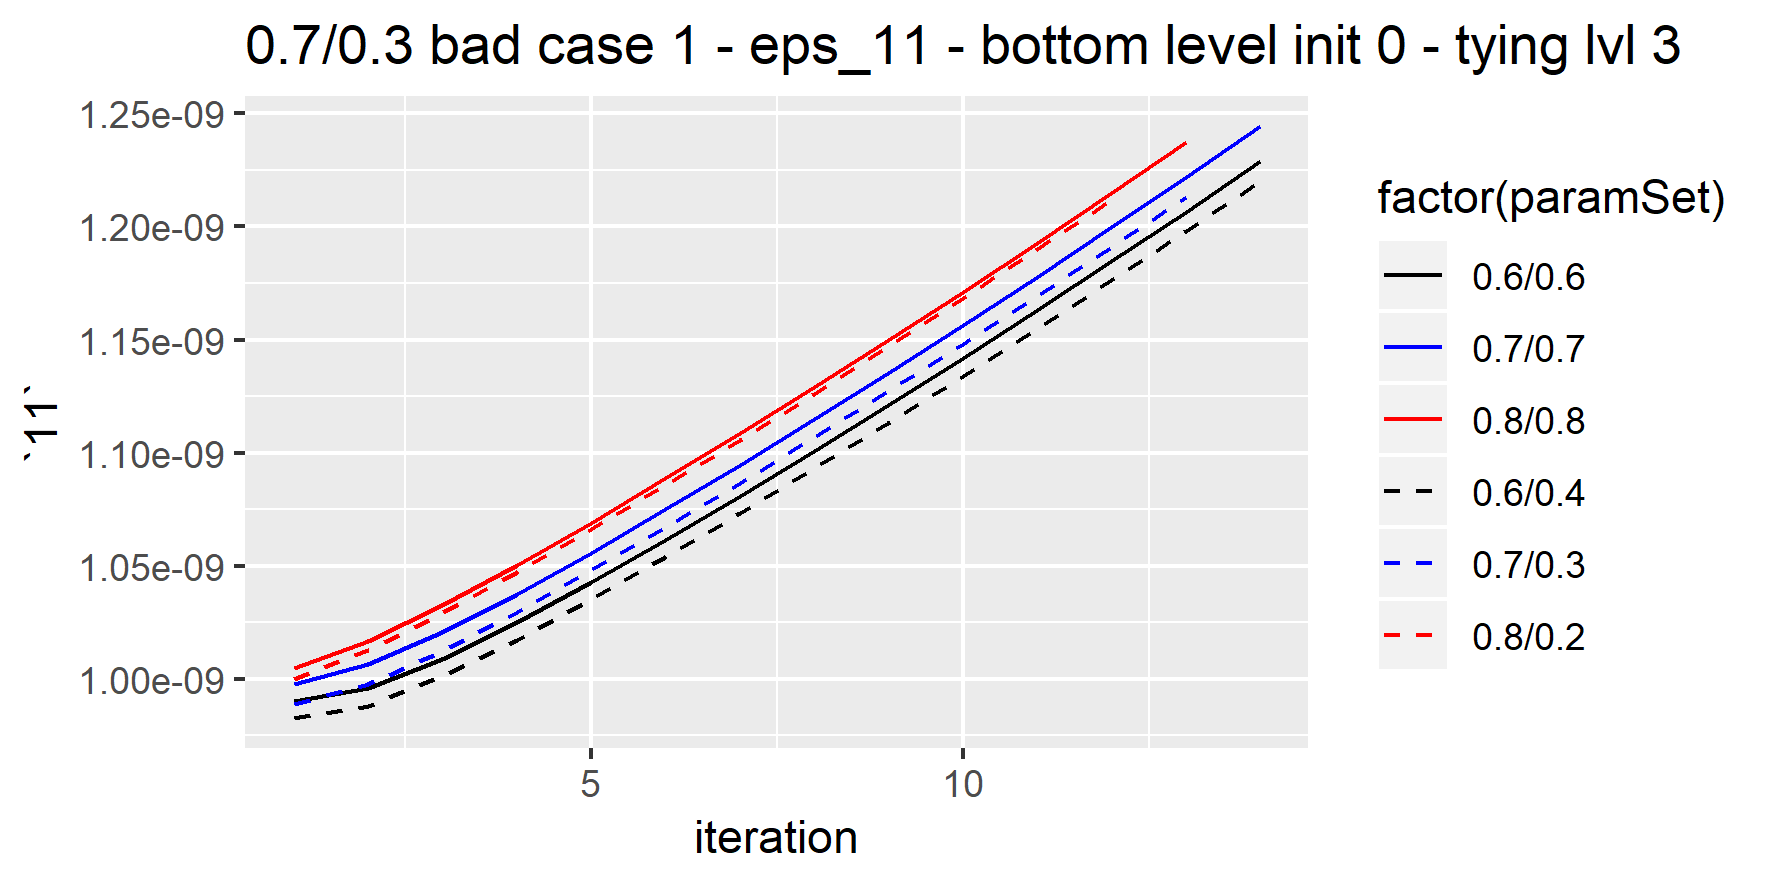 0.7/0.3 bad case 1 - eps_11 - bottom level init 0 - tying lvl 3
1.25e-09
1.20e-09
1.15e-09
1.10e-09
1.05e-09
1.00e-09
`11`
5
10
iteration
factor(paramSet)
0.6/0.6
0.7/0.7
0.8/0.8
0.6/0.4
0.7/0.3
0.8/0.2